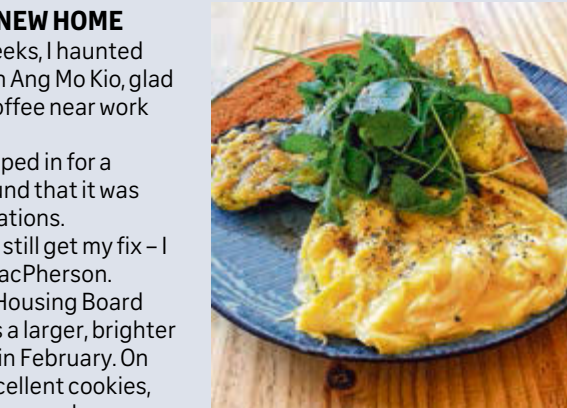 NEW HOME
eeks, I haunted
n Ang Mo Kio, glad
offee near work
ped in for a
und that it was
ations.
still get my fix – I
acPherson.
Housing Board
s a larger, brighter
in February. On
cellent cookies,